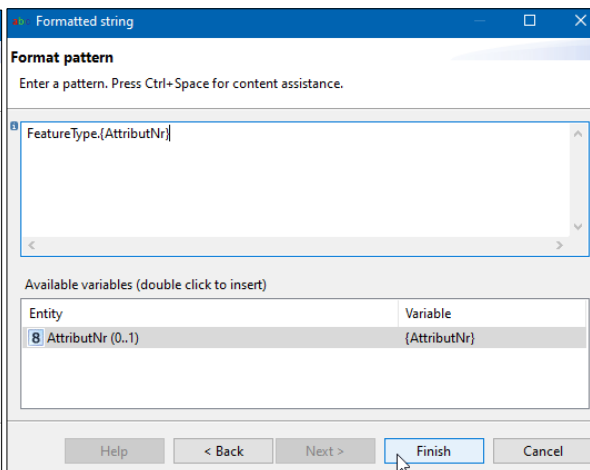 Formatted string
Format pattern
Enter a pattern. Press Ctrl+Space for content assistance.
FeatureType.{AttributNr}
Available variables (double click to insert)
Entity Variable
8 AttributNr (0..1) {AttributNr}
Help < Back Next > Finish Cancel